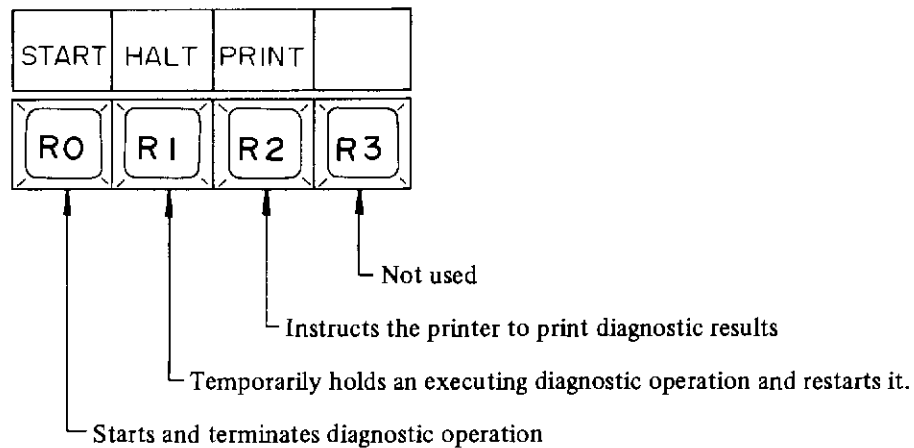 START HALT PRINT
R0 R1 R2 R3
Not used
Instructs the printer to print diagnostic results
Temporarily holds an executing diagnostic operation and restarts it.
Starts and terminates diagnostic operation